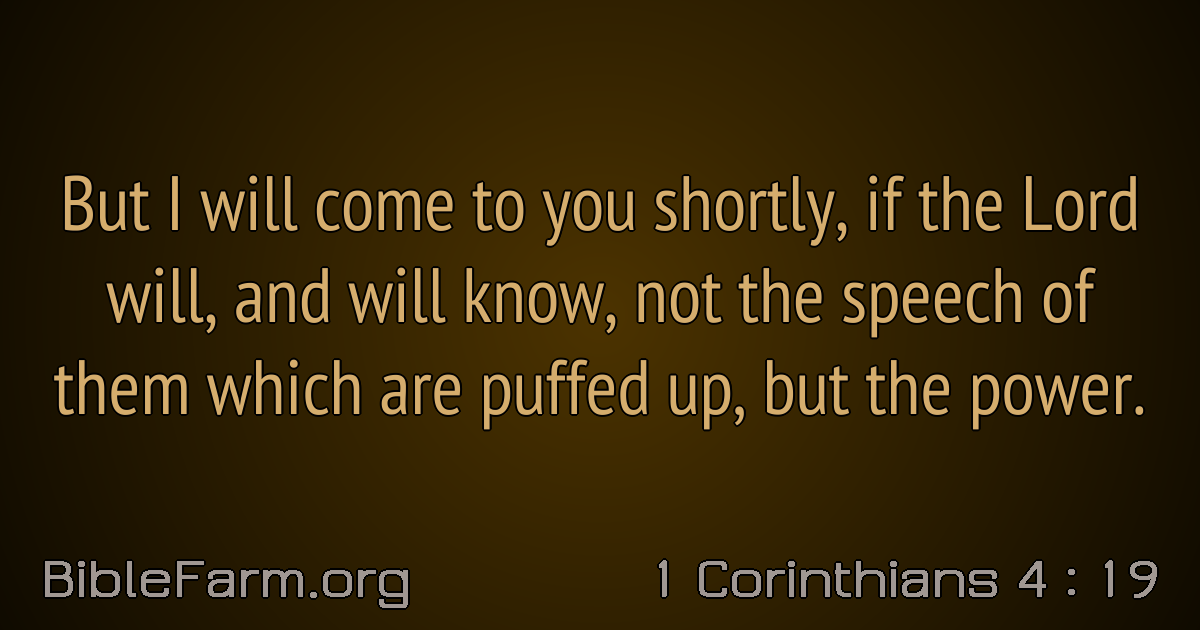 But I will come to you shortly, if the Lord
will, and will know, not the speech of
them which are puffed up, but the power.
BibleFarm.org 1 Corinthians 4 : 19